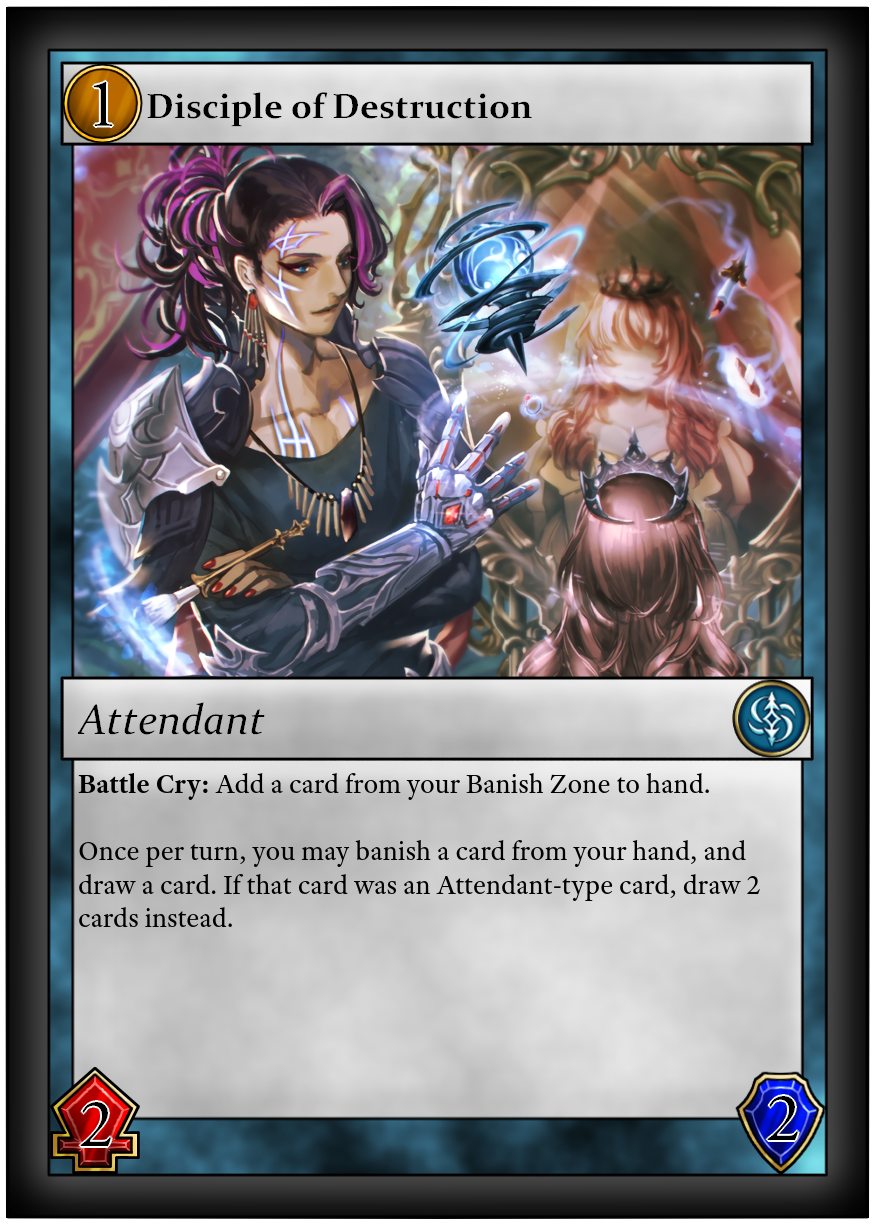 1
Disciple of Destruction
Attendant
Battle Cry: Add a card from your Banish Zone to hand.
Once per turn, you may banish a card from your hand, and
draw a card. If that card was an Attendant-type card, draw 2
cards instead.
2
2